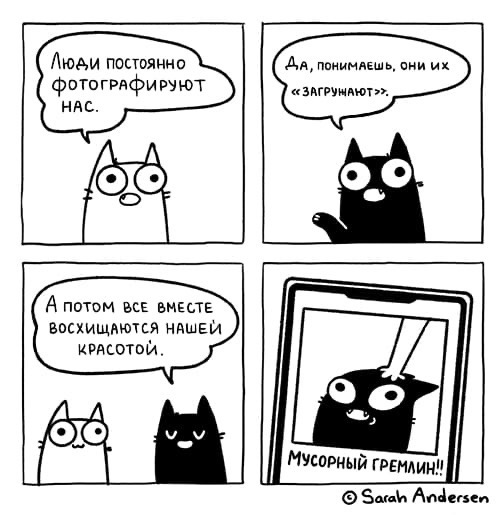 Люди постоянно
фотографируют
нас.
Да, понимаешь, они их
«загружают».
А потом все вместе
восхищаются нашей
красотой.
Мусорный гремлин!!
© Sarah Andersen